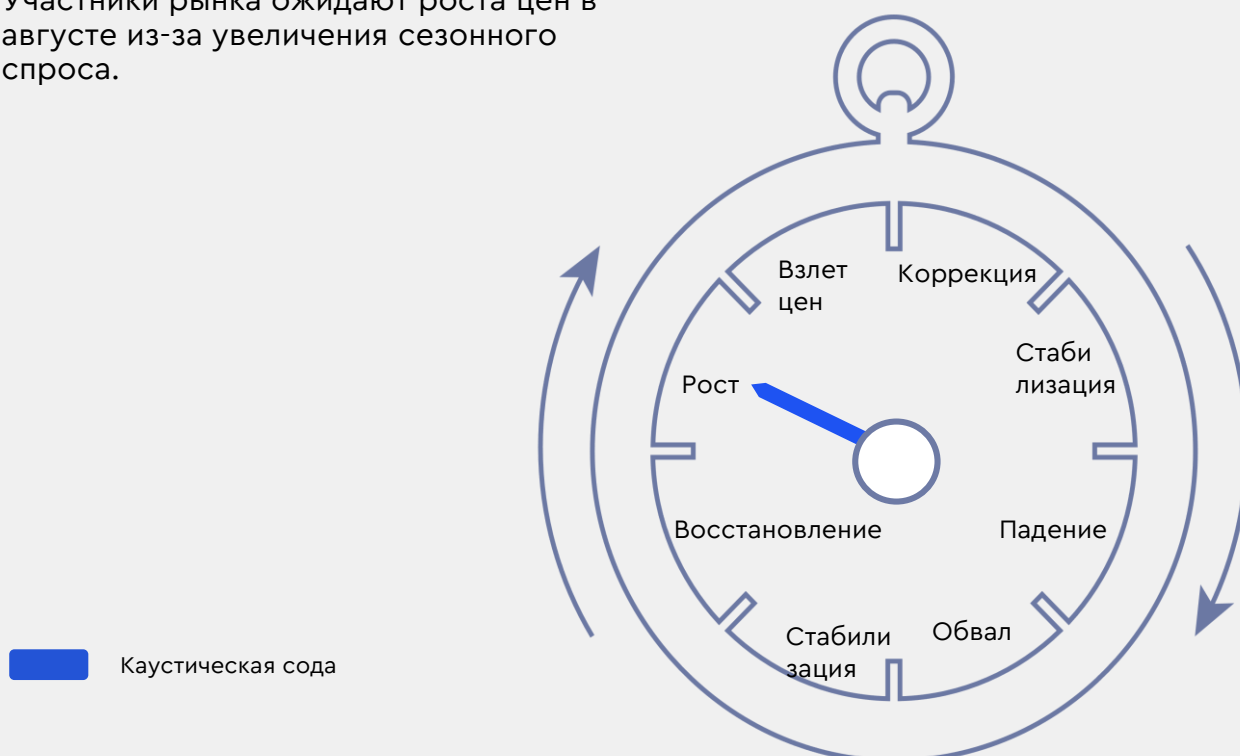 Участники рынка ожидают роста цен в
августе из-за увеличения сезонного
спроса.
Взлет
цен
Коррекция
Стаби
лизация
Рост
Восстановление
Падение
Стабили
зация
Обвал
Каустическая сода